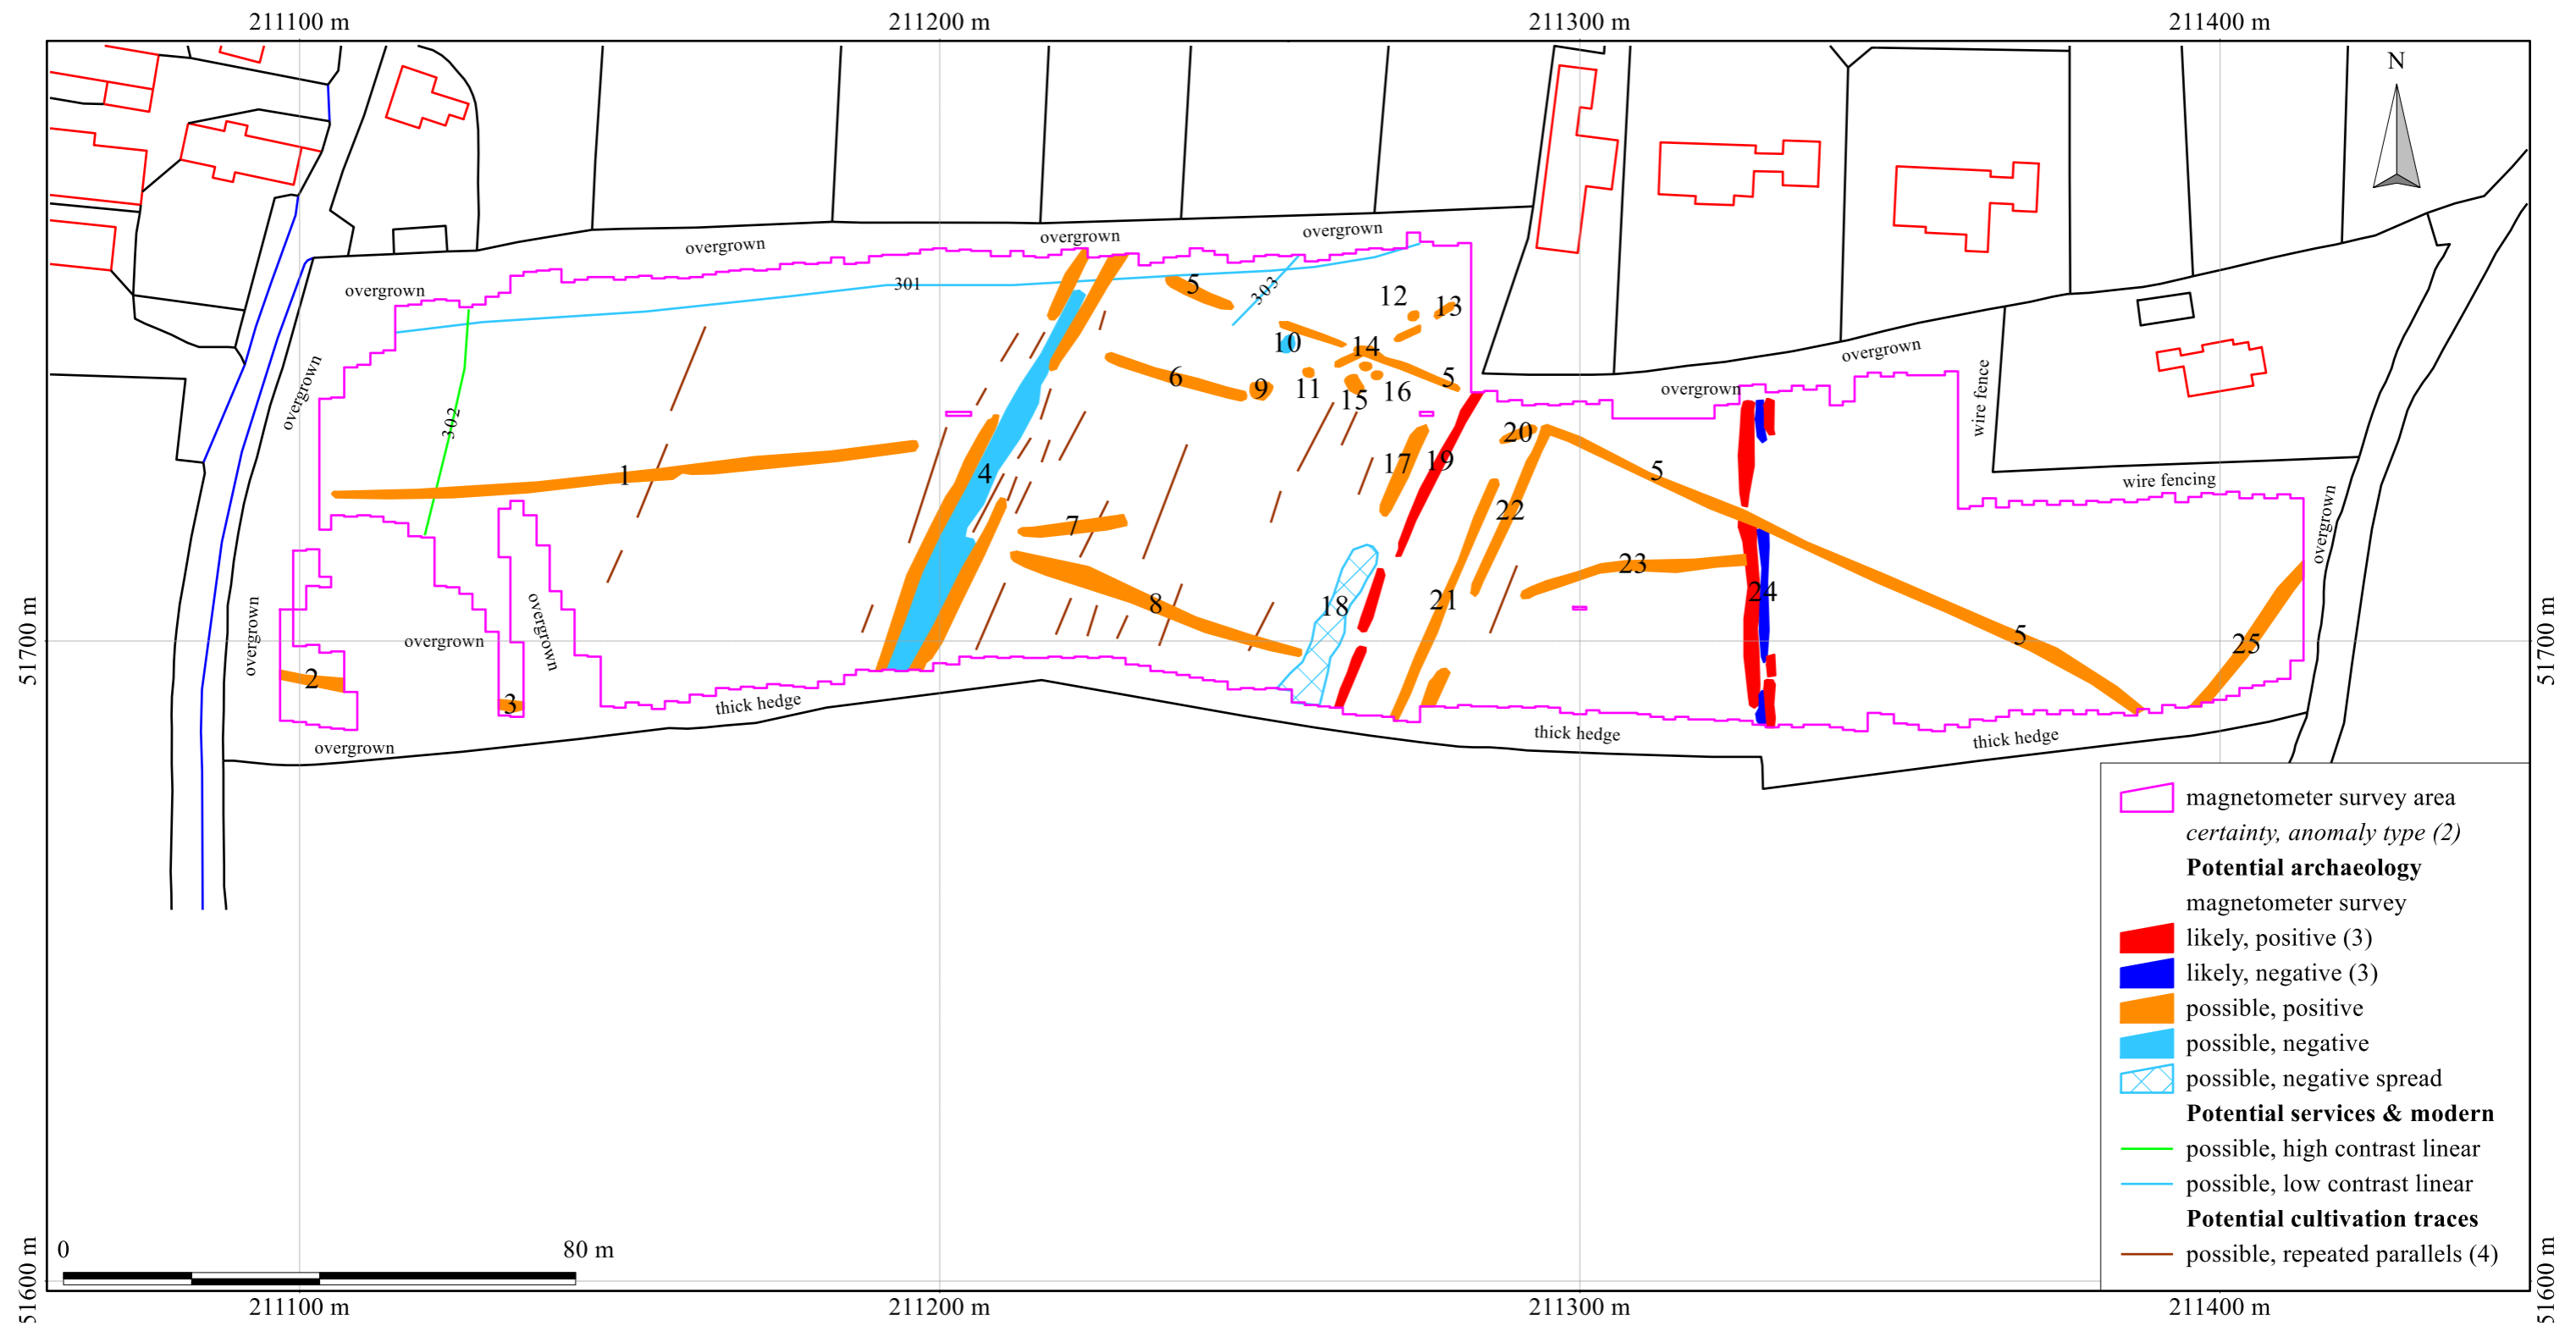 211100 m 211200 m 211300 m 211400 m
N
overgrown overgrown overgrown
overgrown
301
303
5
12 13
10 14
overgrown
overgrown
overgrown
wire fence
302
6 9 11 15 16 5
20
1 4 17 19 5
wire fencing
overgrown
7 22
23
24
overgrown
overgrown
overgrown
8 18 21
5 25
2
3
thick hedge
thick hedge
thick hedge
overgrown
51700 m 51700 m
magnetometer survey area
certainty, anomaly type (2)
Potential archaeology
magnetometer survey
likely, positive (3)
likely, negative (3)
possible, positive
possible, negative
possible, negative spread
Potential services & modern
possible, high contrast linear
possible, low contrast linear
Potential cultivation traces
possible, repeated parallels (4)
0 80 m
51600 m 51600 m
211100 m 211200 m 211300 m 211400 m